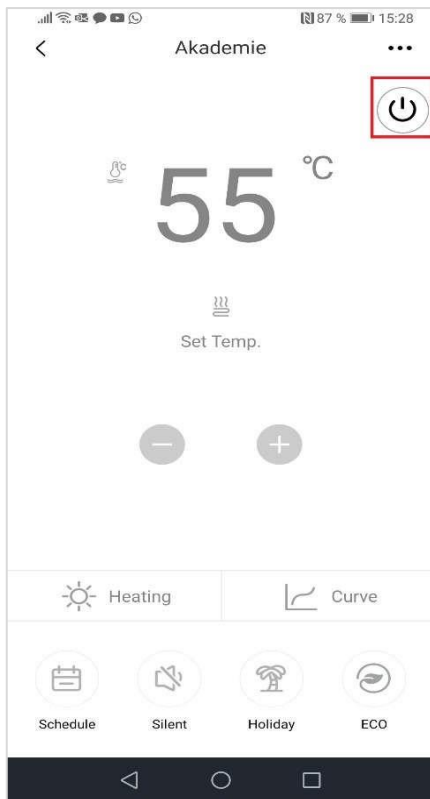 87 % 15:28
Akademie
55 °C
Set Temp.
Heating Curve
Schedule Silent Holiday ECO